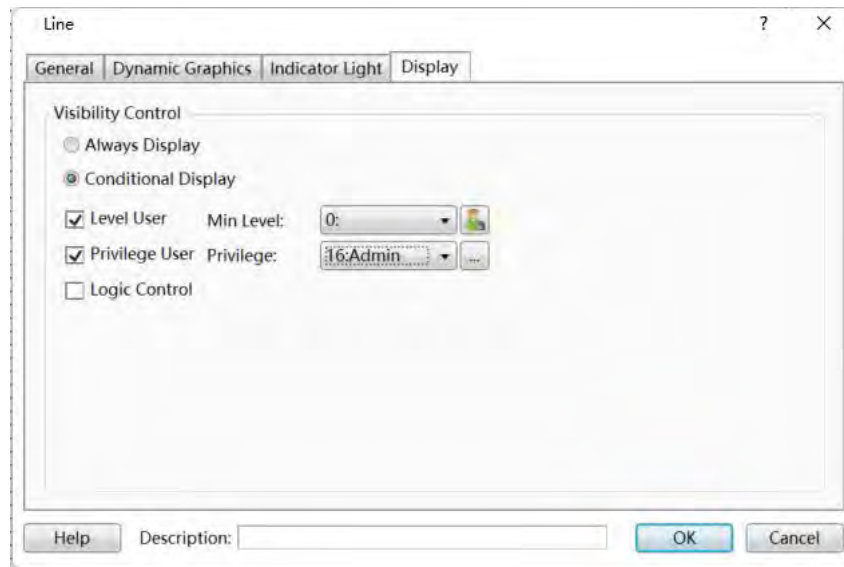 Line ? ×
General Dynamic Graphics Indicator Light Display
Visibility Control
Always Display
Conditional Display
Level User Min Level: 0:
Privilege User Privilege: 16:Admin ...
Logic Control
Help Description: OK Cancel